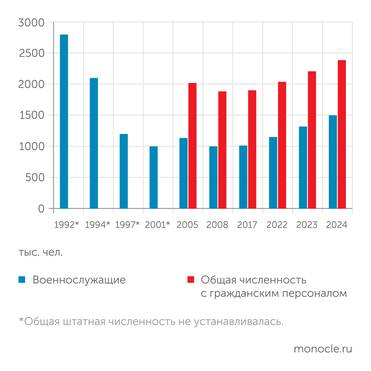 3000
2500
2000
1500
1000
500
0
1992* 1994* 1997* 2001* 2005 2008 2017 2022 2023 2024
тыс. чел.
Военнослужащие
Общая численность
с гражданским персоналом
*Общая штатная численность не устанавливалась.
monocle.ru